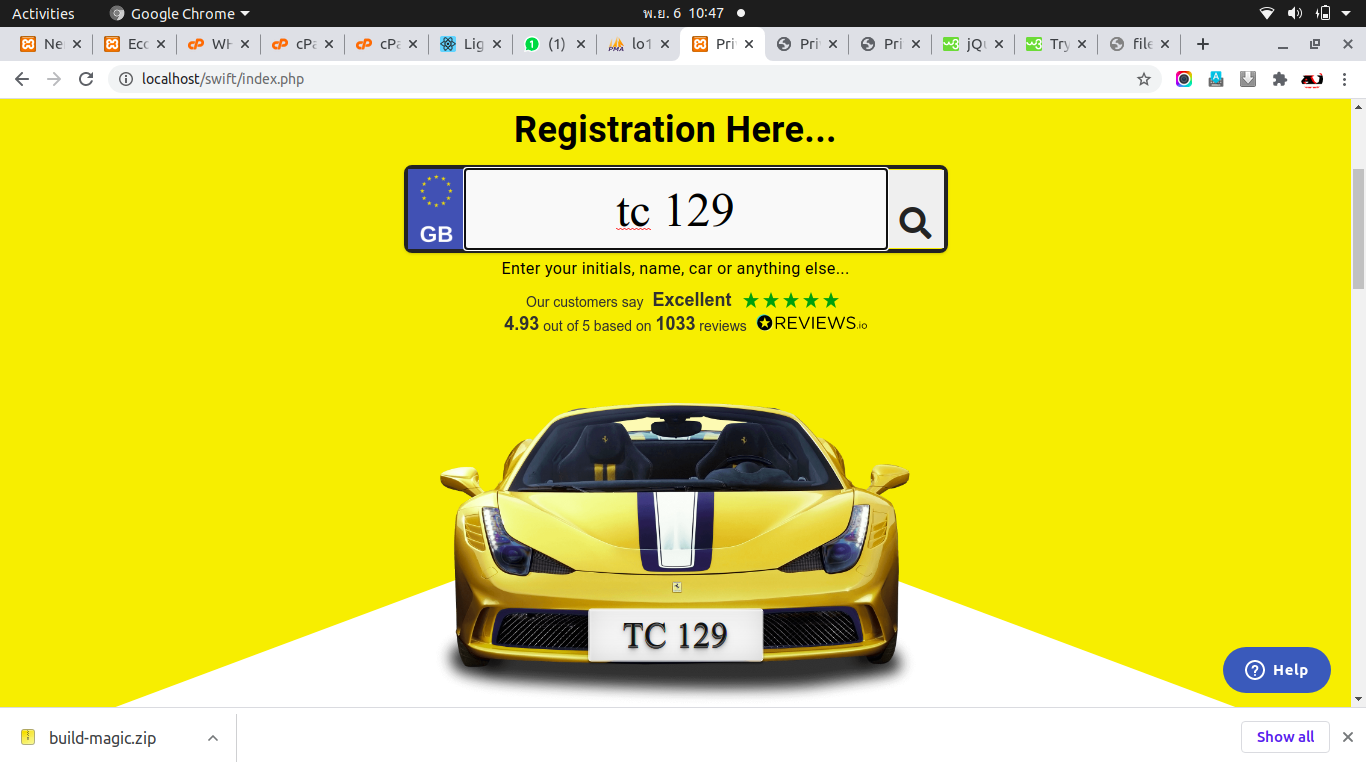 Activities
Google Chrome
พ.ย. 6 10:47
Ne
Ecc
WH
cPa
cPa
Lig
(1)
lo1
Pri
Pri
Pri
jQu
Try
file
localhost/swift/index.php
Registration Here...
GB
tc 129
Enter your initials, name, car or anything else...
Our customers say Excellent
4.93 out of 5 based on 1033 reviews REVIEWS.io
TC 129
Help
build-magic.zip
Show all